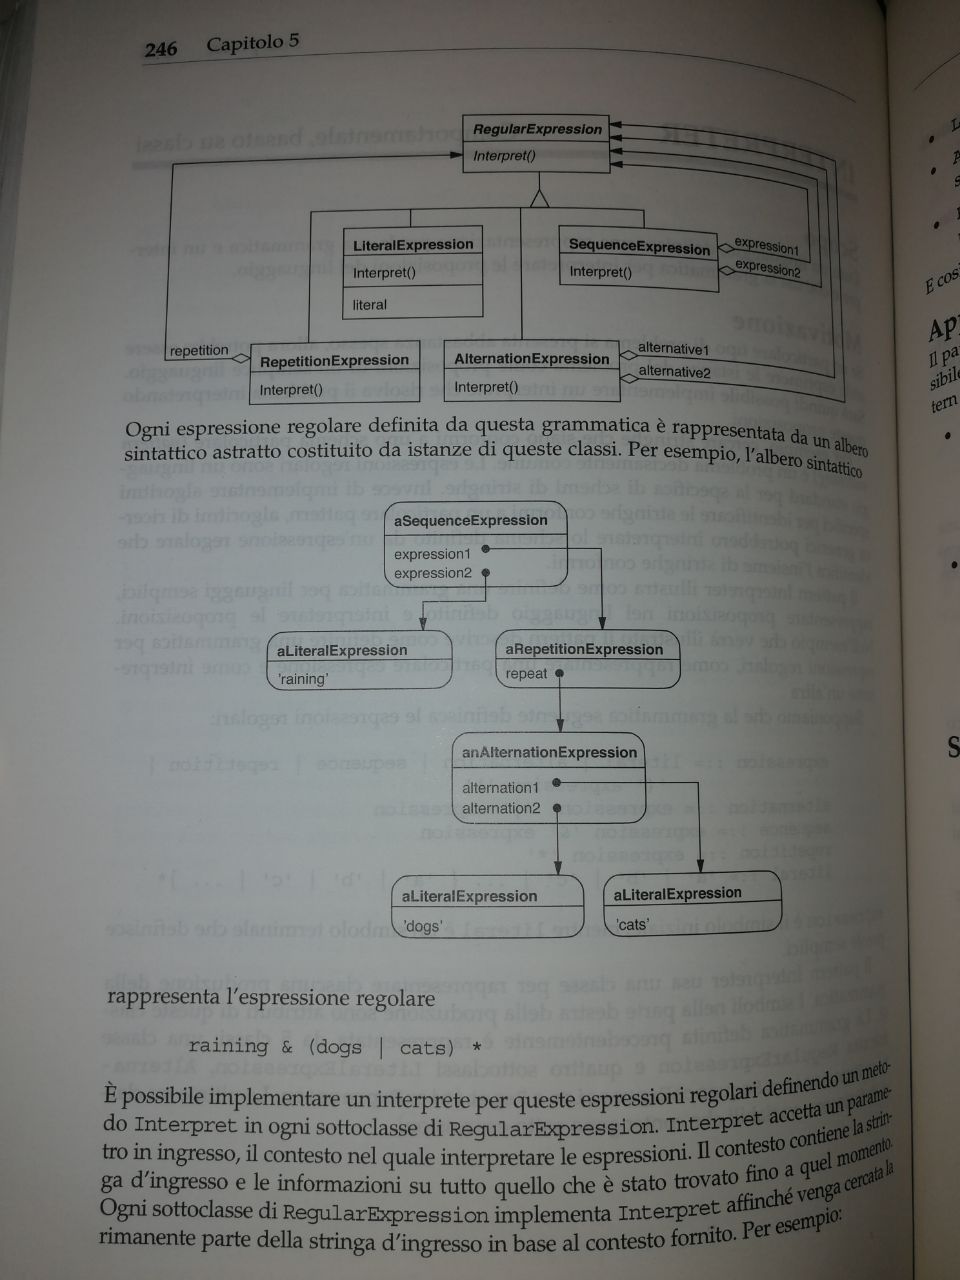 246 Capitolo 5
RegularExpression
Interpret()
LiteralExpression
Interpret()
literal
SequenceExpression
Interpret()
expression1
expression2
repetition
RepetitionExpression
Interpret()
AlternationExpression
Interpret()
alternative1
alternative2
Ogni espressione regolare definita da questa grammatica è rappresentata da un albero
sintattico astratto costituito da istanze di queste classi. Per esempio, l'albero sintattico
aSequenceExpression
expression1
expression2
aLiteralExpression
'raining'
aRepetitionExpression
repeat
anAlternationExpression
alternation1
alternation2
aLiteralExpression
'dogs'
aLiteralExpression
'cats'
rappresenta l'espressione regolare
raining & (dogs | cats) *
È possibile implementare un interprete per queste espressioni regolari definendo un meto-
do Interpret in ogni sottoclasse di RegularExpression. Interpret accetta un parame-
tro in ingresso, il contesto nel quale interpretare le espressioni. Il contesto contiene la strin-
ga d'ingresso e le informazioni su tutto quello che è stato trovato fino a quel momento.
Ogni sottoclasse di RegularExpression implementa Interpret affinché venga cercata la
rimanente parte della stringa d'ingresso in base al contesto fornito. Per esempio: